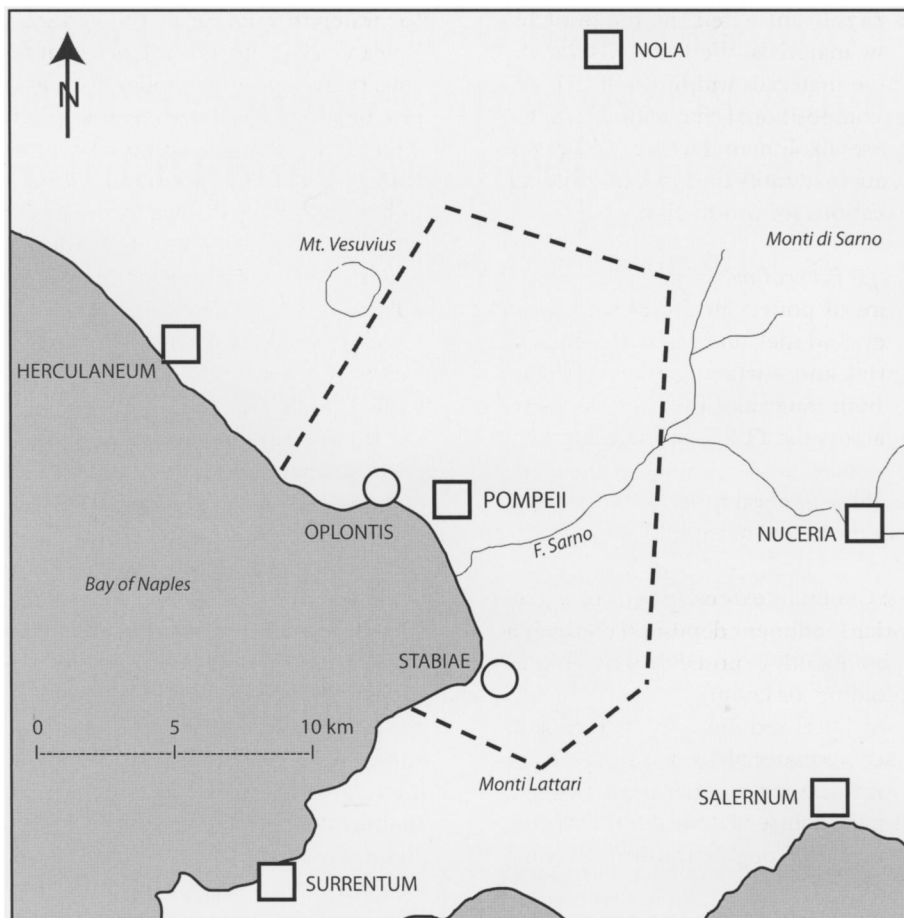 NOLA
N
Mt. Vesuvius
Monti di Sarno
HERCULANEUM
POMPEII
OPLONTIS
NUCERIA
F. Sarno
Bay of Naples
STABIAE
0 5 10 km
Monti Lattari
SALERNUM
SURRENTUM